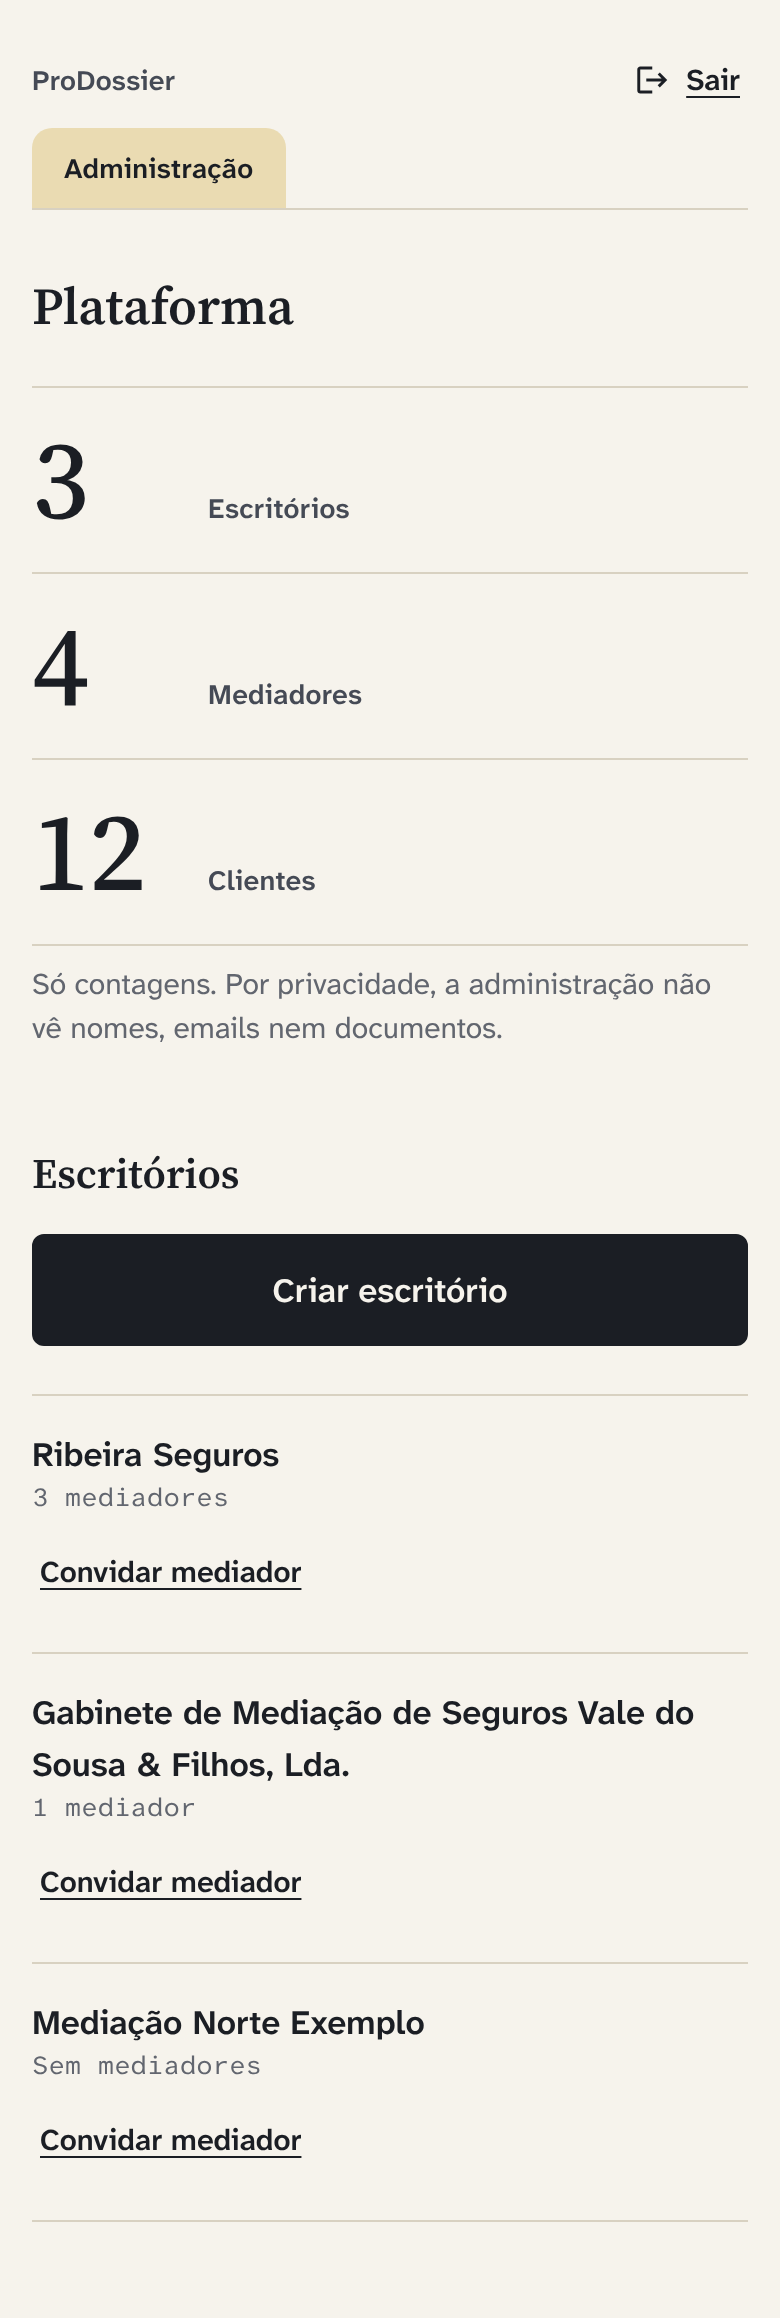 ProDossier
Sair
Administração
Plataforma
3 Escritórios
4 Mediadores
12 Clientes
Só contagens. Por privacidade, a administração não
vê nomes, emails nem documentos.
Escritórios
Criar escritório
Ribeira Seguros
3 mediadores
Convidar mediador
Gabinete de Mediação de Seguros Vale do
Sousa & Filhos, Lda.
1 mediador
Convidar mediador
Mediação Norte Exemplo
Sem mediadores
Convidar mediador